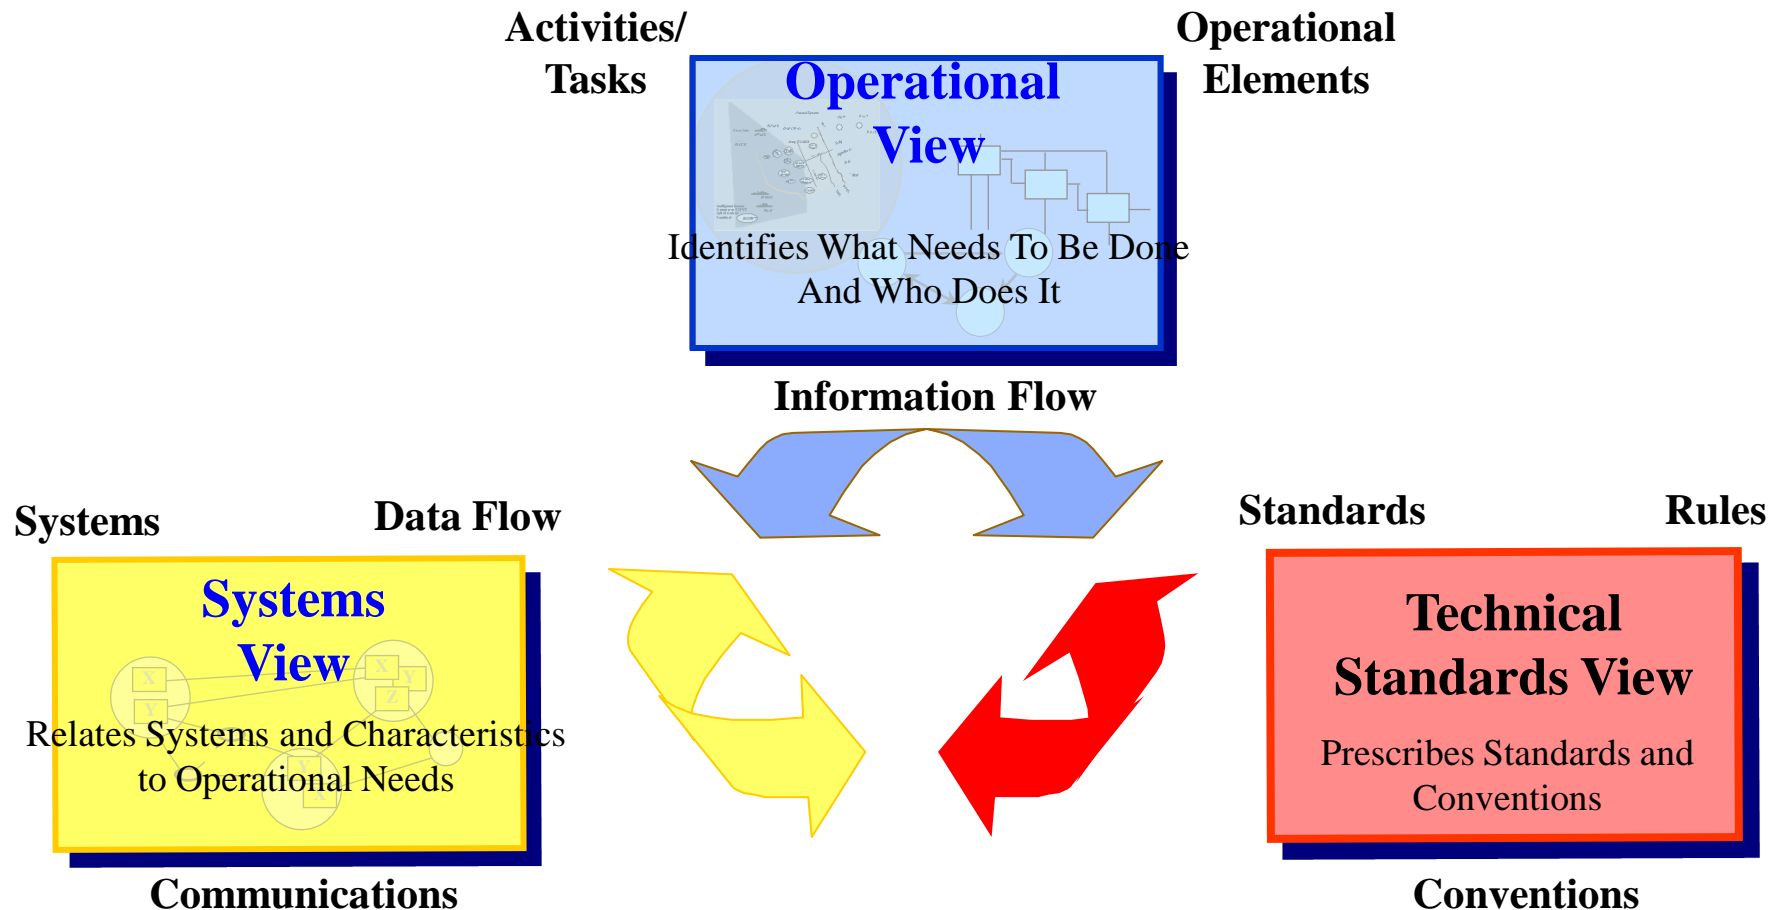 Activities/
Tasks
Operational
Elements
Operational
View
Identifies What Needs To Be Done
And Who Does It
Information Flow
Systems
Data Flow
Systems
View
X
Y
X
Y
Z
Y
X
Relates Systems and Characteristics
to Operational Needs
Communications
Standards
Rules
Technical
Standards View
Prescribes Standards and
Conventions
Conventions